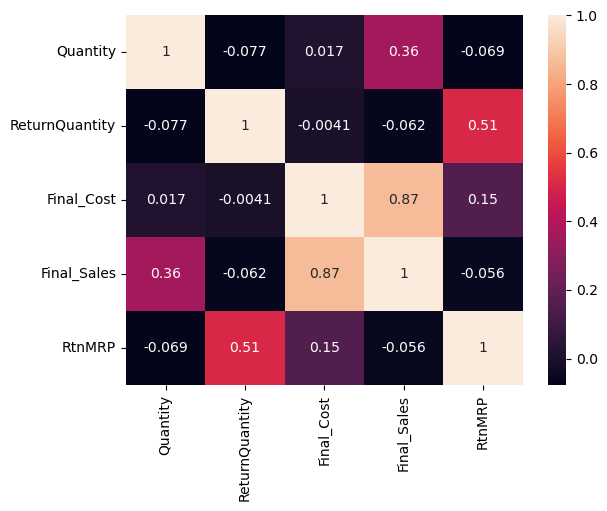 Quantity 1 -0.077 0.017 0.36 -0.069
ReturnQuantity -0.077 1 -0.0041 -0.062 0.51
Final_Cost 0.017 -0.0041 1 0.87 0.15
Final_Sales 0.36 -0.062 0.87 1 -0.056
RtnMRP -0.069 0.51 0.15 -0.056 1
Quantity
ReturnQuantity
Final_Cost
Final_Sales
RtnMRP
1.0
0.8
0.6
0.4
0.2
0.0